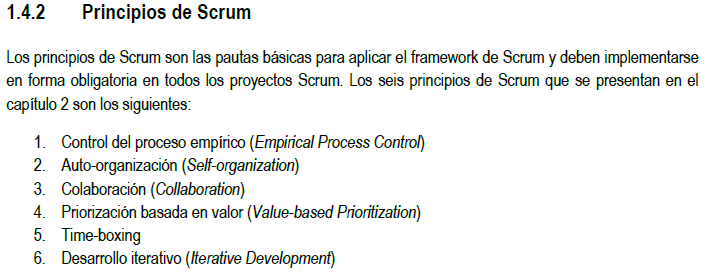 1.4.2 Principios de Scrum
Los principios de Scrum son las pautas básicas para aplicar el framework de Scrum y deben implementarse
en forma obligatoria en todos los proyectos Scrum. Los seis principios de Scrum que se presentan en el
capítulo 2 son los siguientes:
1. Control del proceso empírico (Empirical Process Control)
2. Auto-organización (Self-organization)
3. Colaboración (Collaboration)
4. Priorización basada en valor (Value-based Prioritization)
5. Time-boxing
6. Desarrollo iterativo (Iterative Development)